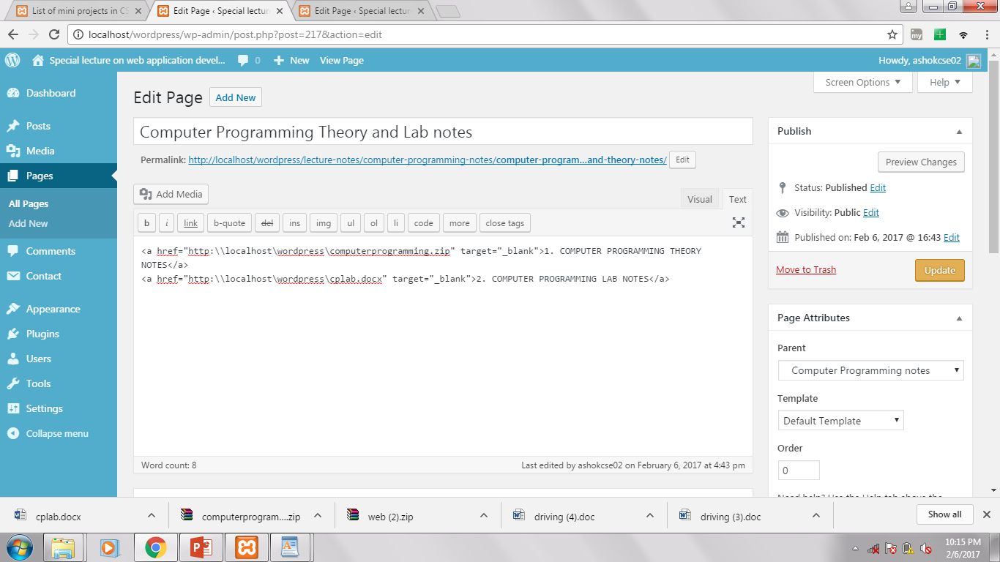 List of mini projects in CS
Edit Page ‹ Special lectur
Edit Page ‹ Special lectur
localhost/wordpress/wp-admin/post.php?post=217&action=edit
my
Special lecture on web application devel...
0
New
View Page
Howdy, ashokcse02
Dashboard
Posts
Media
Pages
All Pages
Add New
Comments
Contact
Appearance
Plugins
Users
Tools
Settings
Collapse menu
Screen Options
Help
Edit Page
Add New
Computer Programming Theory and Lab notes
Permalink: http://localhost/wordpress/lecture-notes/computer-programming-notes/computer-program...and-theory-notes/
Edit
Add Media
Visual
Text
b
i
link
b-quote
del
ins
img
ul
ol
li
code
more
close tags
<a href="http:\\localhost\wordpress\computerprogramming.zip" target="_blank">1. COMPUTER PROGRAMMING THEORY
NOTES</a>
<a href="http:\\localhost\wordpress\cplab.docx" target="_blank">2. COMPUTER PROGRAMMING LAB NOTES</a>
Word count: 8
Last edited by ashokcse02 on February 6, 2017 at 4:43 pm
Publish
Preview Changes
Status: Published Edit
Visibility: Public Edit
Published on: Feb 6, 2017 @ 16:43 Edit
Move to Trash
Update
Page Attributes
Parent
Computer Programming notes
Template
Default Template
Order
0
Need help? Use the Help tab above the
cplab.docx
computerprogram....zip
web (2).zip
driving (4).doc
driving (3).doc
Show all
10:15 PM
2/6/2017